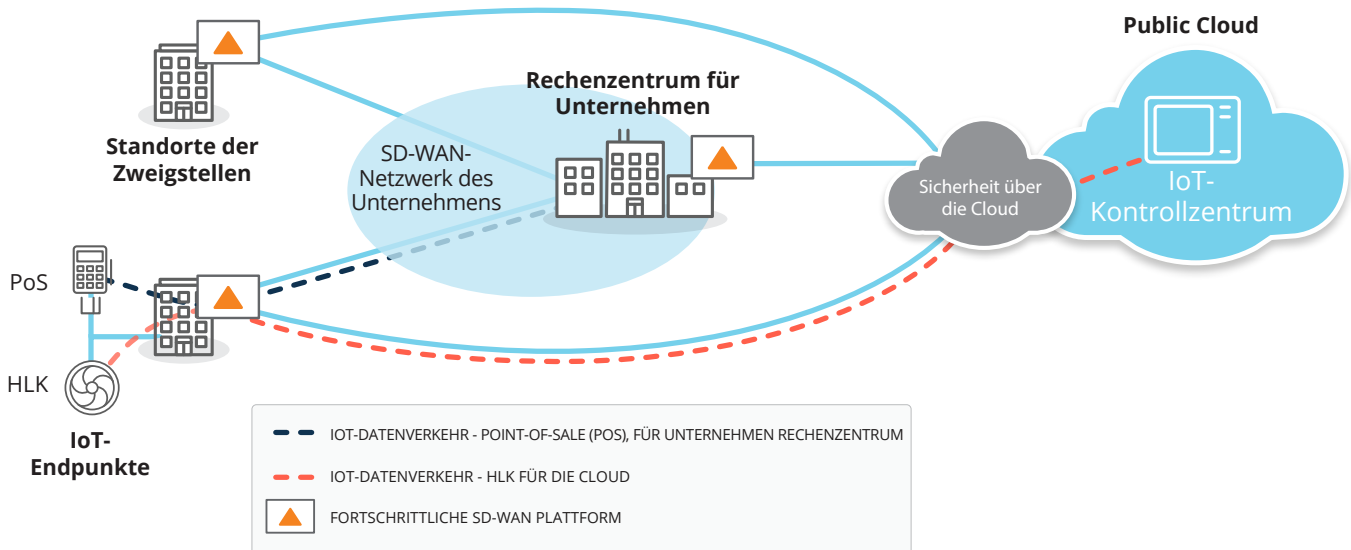 Public Cloud
Rechenzentrum für
Unternehmen
Standorte der
Zweigstellen
SD-WAN-
Netzwerk des
Unternehmens
Sicherheit über
die Cloud
IoT-
Kontrollzentrum
PoS
HLK
IoT-
Endpunkte
IOT-DATENVERKEHR - POINT-OF-SALE (POS), FÜR UNTERNEHMEN RECHENZENTRUM
IOT-DATENVERKEHR - HLK FÜR DIE CLOUD
FORTSCHRITTLICHE SD-WAN PLATTFORM